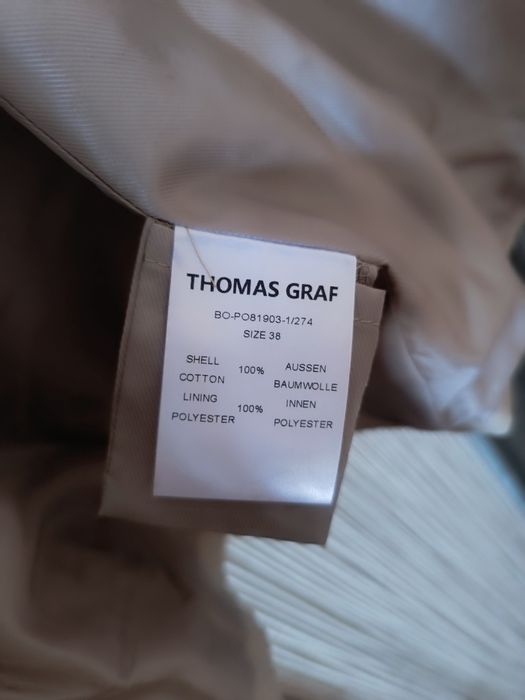 THOMAS GRAF
BO-PO81903-1/274
SIZE 38
SHELL 100% AUSSEN
COTTON BAUMWOLLE
LINING 100% INNEN
POLYESTER POLYESTER